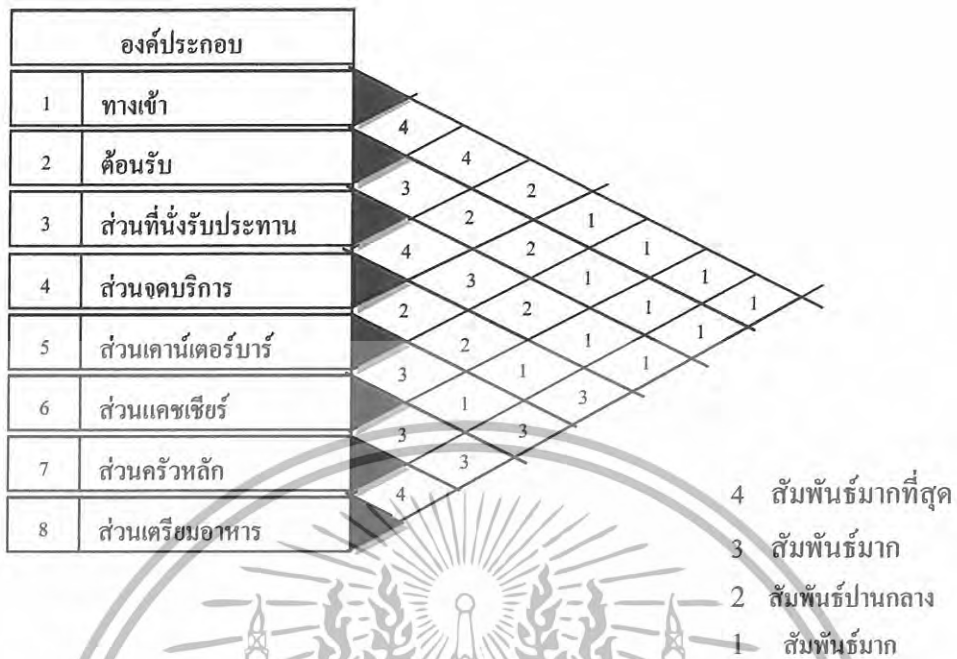 องค์ประกอบ
1 ทางเข้า
4
4
2 ต้อนรับ
3 2
2 1
3 ส่วนที่นั่งรับประทาน
4 2 1
3 1 1
4 ส่วนจุดบริการ
2 2 1 1
2 1 1
5 ส่วนเคาน์เตอร์บาร์
3 1 1
1 3
6 ส่วนแคชเชียร์
3 3
3
7 ส่วนครัวหลัก
4
8 ส่วนเตรียมอาหาร
4 สัมพันธ์มากที่สุด
3 สัมพันธ์มาก
2 สัมพันธ์ปานกลาง
1 สัมพันธ์มาก